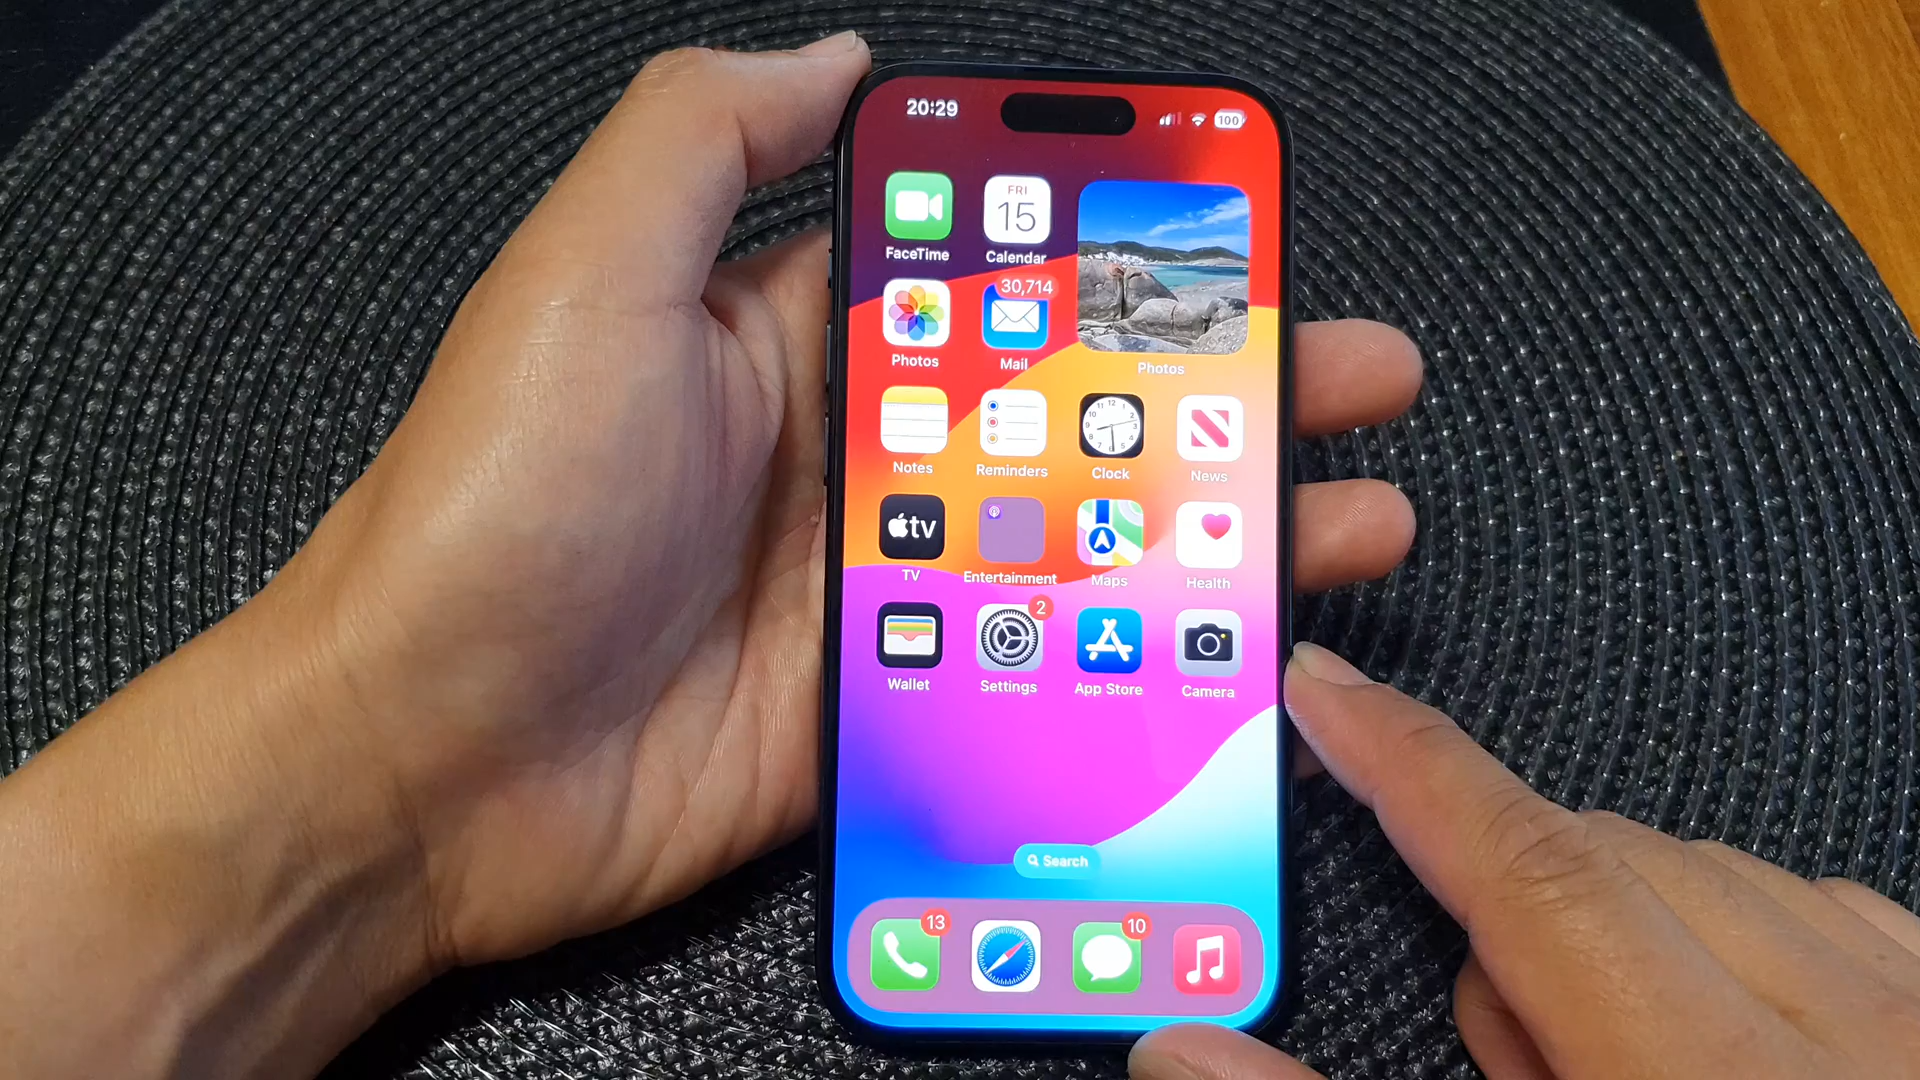 20:29
100
FRI
15
FaceTime
Calendar
30,714
Photos
Mail
Photos
Notes
Reminders
Clock
News
tv
TV
Entertainment
Maps
Health
2
Wallet
Settings
App Store
Camera
Search
13
10